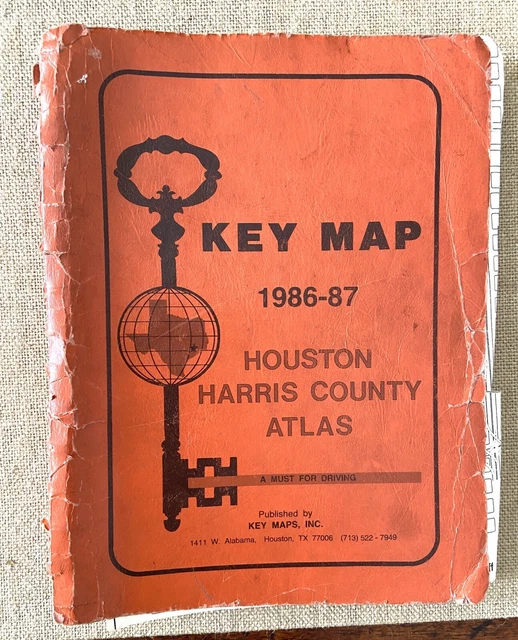 KEY MAP
1986-87
HOUSTON
HARRIS COUNTY
ATLAS
A MUST FOR DRIVING
Published by
KEY MAPS, INC.
1411 W. Alabama, Houston, TX 77006 (713) 522-7949